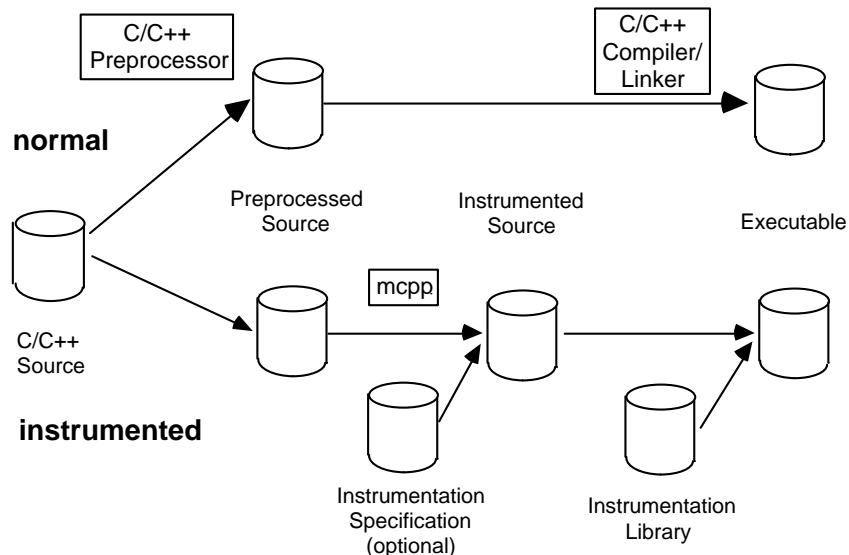 C/C++
Preprocessor
C/C++
Compiler/
Linker
normal
Preprocessed
Source
Instrumented
Source
Executable
mcpp
C/C++
Source
instrumented
Instrumentation
Specification
(optional)
Instrumentation
Library